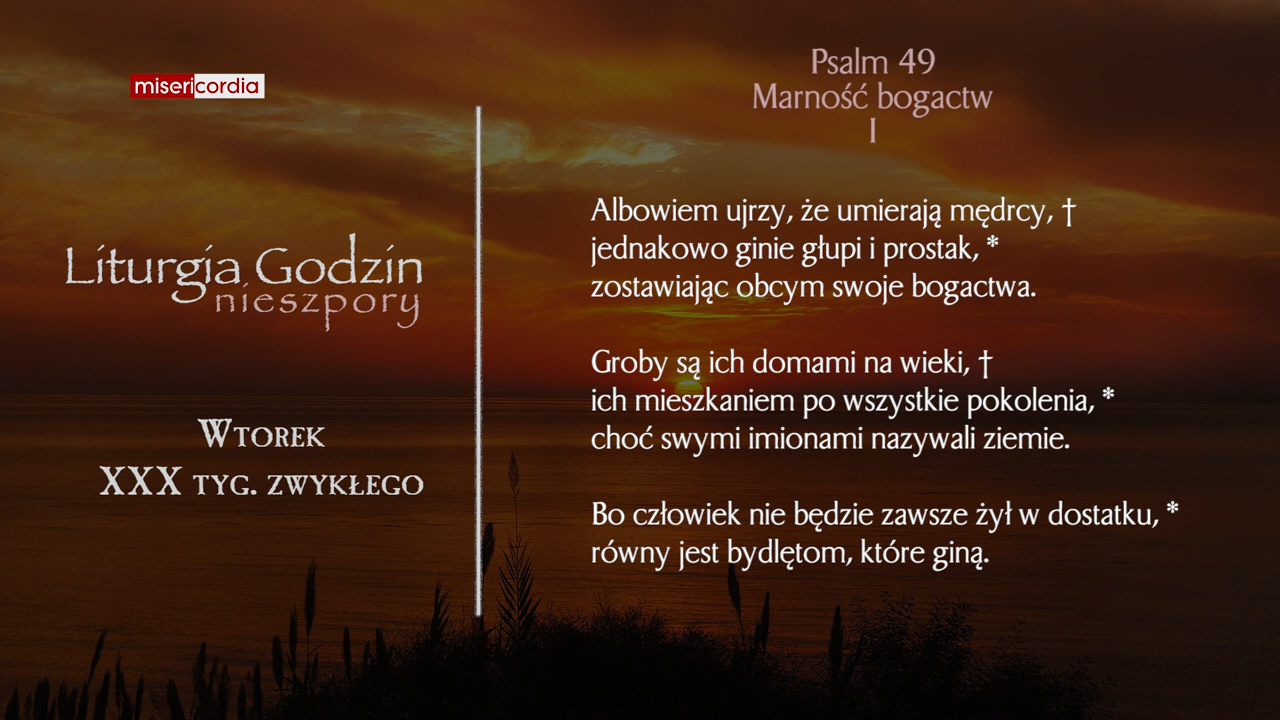 misericordia
Liturgia Godzin
nieszpory
Wtorek
XXX tyg. zwykłego
Psalm 49
Marność bogactw
I
Albowiem ujrzy, że umierają mędrcy, †
jednakowo ginie głupi i prostak, *
zostawiając obcym swoje bogactwa.
Groby są ich domami na wieki, †
ich mieszkaniem po wszystkie pokolenia, *
choć swymi imionami nazywali ziemie.
Bo człowiek nie będzie zawsze żył w dostatku, *
równy jest bydlętom, które giną.